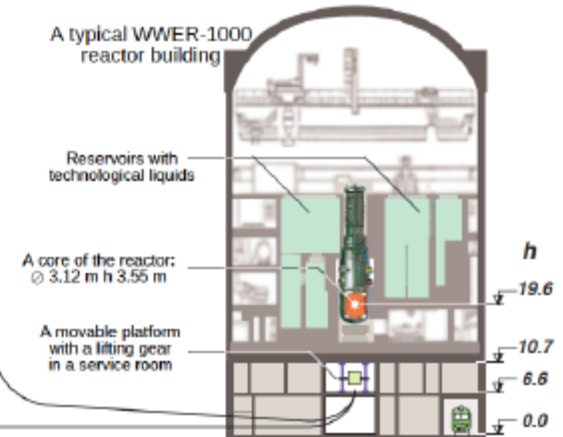 A typical WWER-1000
reactor building
Reservoirs with
technological liquids
A core of the reactor:
∅ 3.12 m h 3.55 m
A movable platform
with a lifting gear
in a service room
h
19.6
10.7
6.6
0.0